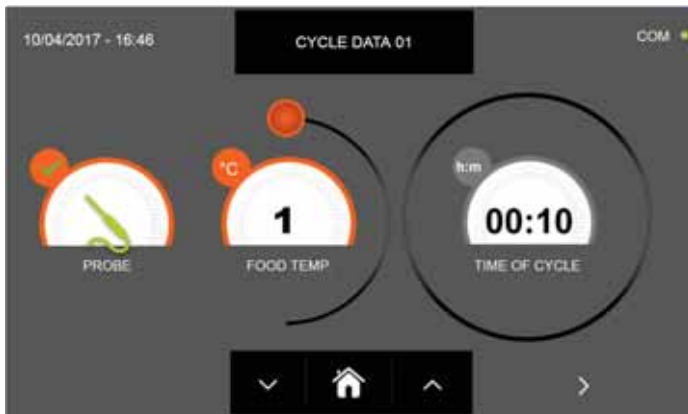 10/04/2017 - 16:46
CYCLE DATA 01
COM
°C
h:m
1
00:10
PROBE
FOOD TEMP
TIME OF CYCLE